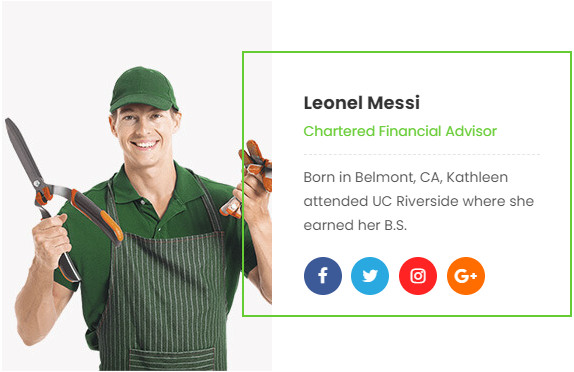 Leonel Messi
Chartered Financial Advisor
Born in Belmont, CA, Kathleen
attended UC Riverside where she
earned her B.S.
f
G+